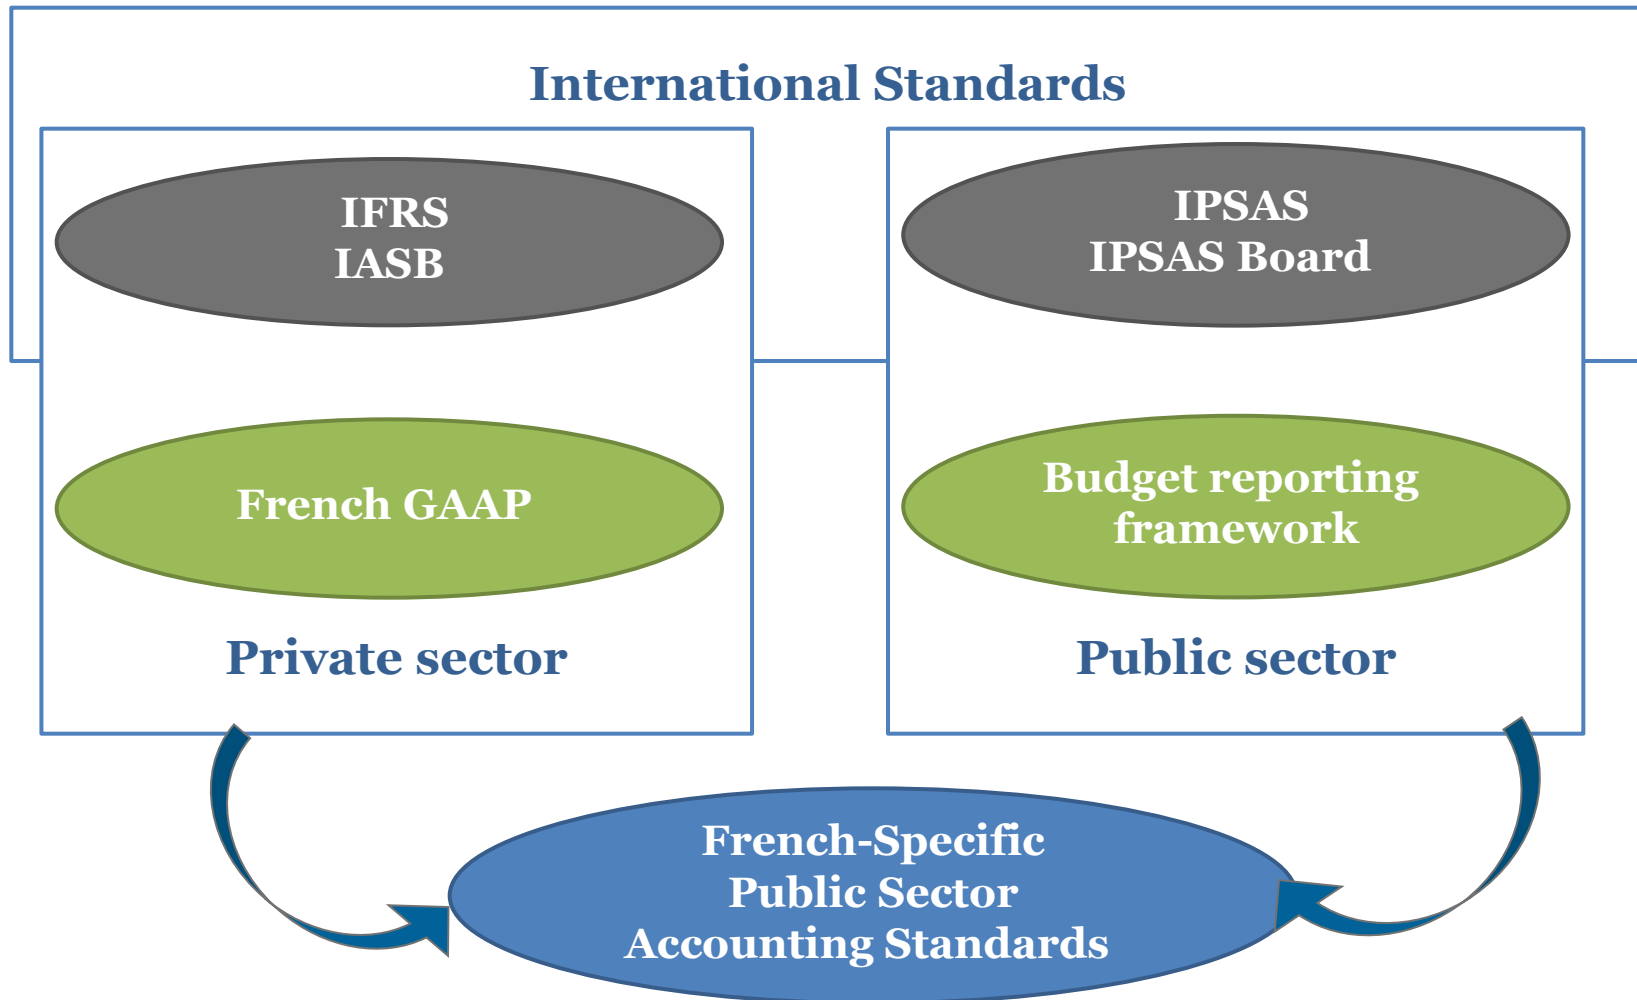 International Standards
IFRS
IASB
IPSAS
IPSAS Board
French GAAP
Budget reporting
framework
Private sector
Public sector
French-Specific
Public Sector
Accounting Standards